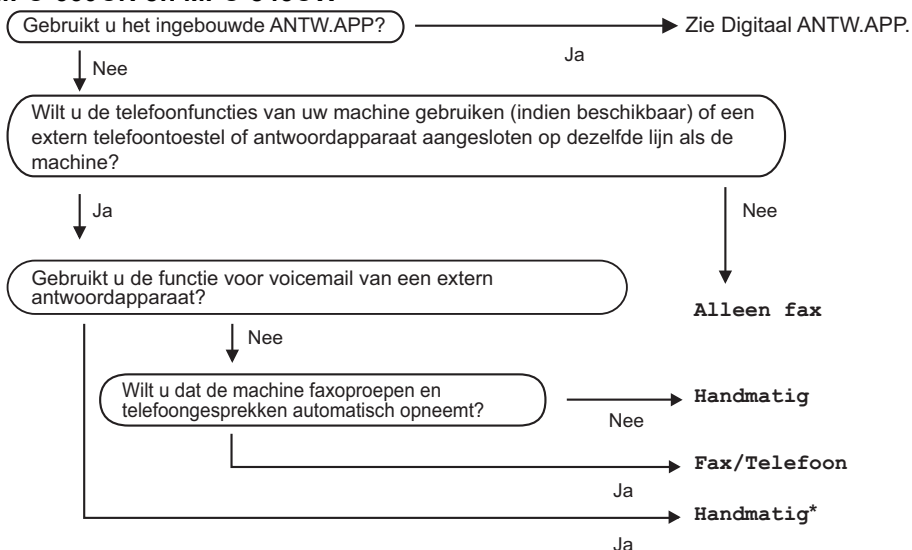 Gebruikt u het ingebouwde ANTW.APP?
Ja
Zie Digitaal ANTW.APP.
Nee
Wilt u de telefoonfuncties van uw machine gebruiken (indien beschikbaar) of een
extern telefoontoestel of antwoordapparaat aangesloten op dezelfde lijn als de
machine?
Ja
Nee
Gebruikt u de functie voor voicemail van een extern
antwoordapparaat?
Alleen fax
Nee
Wilt u dat de machine faxoproepen en
telefoongesprekken automatisch opneemt?
Nee
Handmatig
Ja
Fax/Telefoon
Ja
Handmatig*